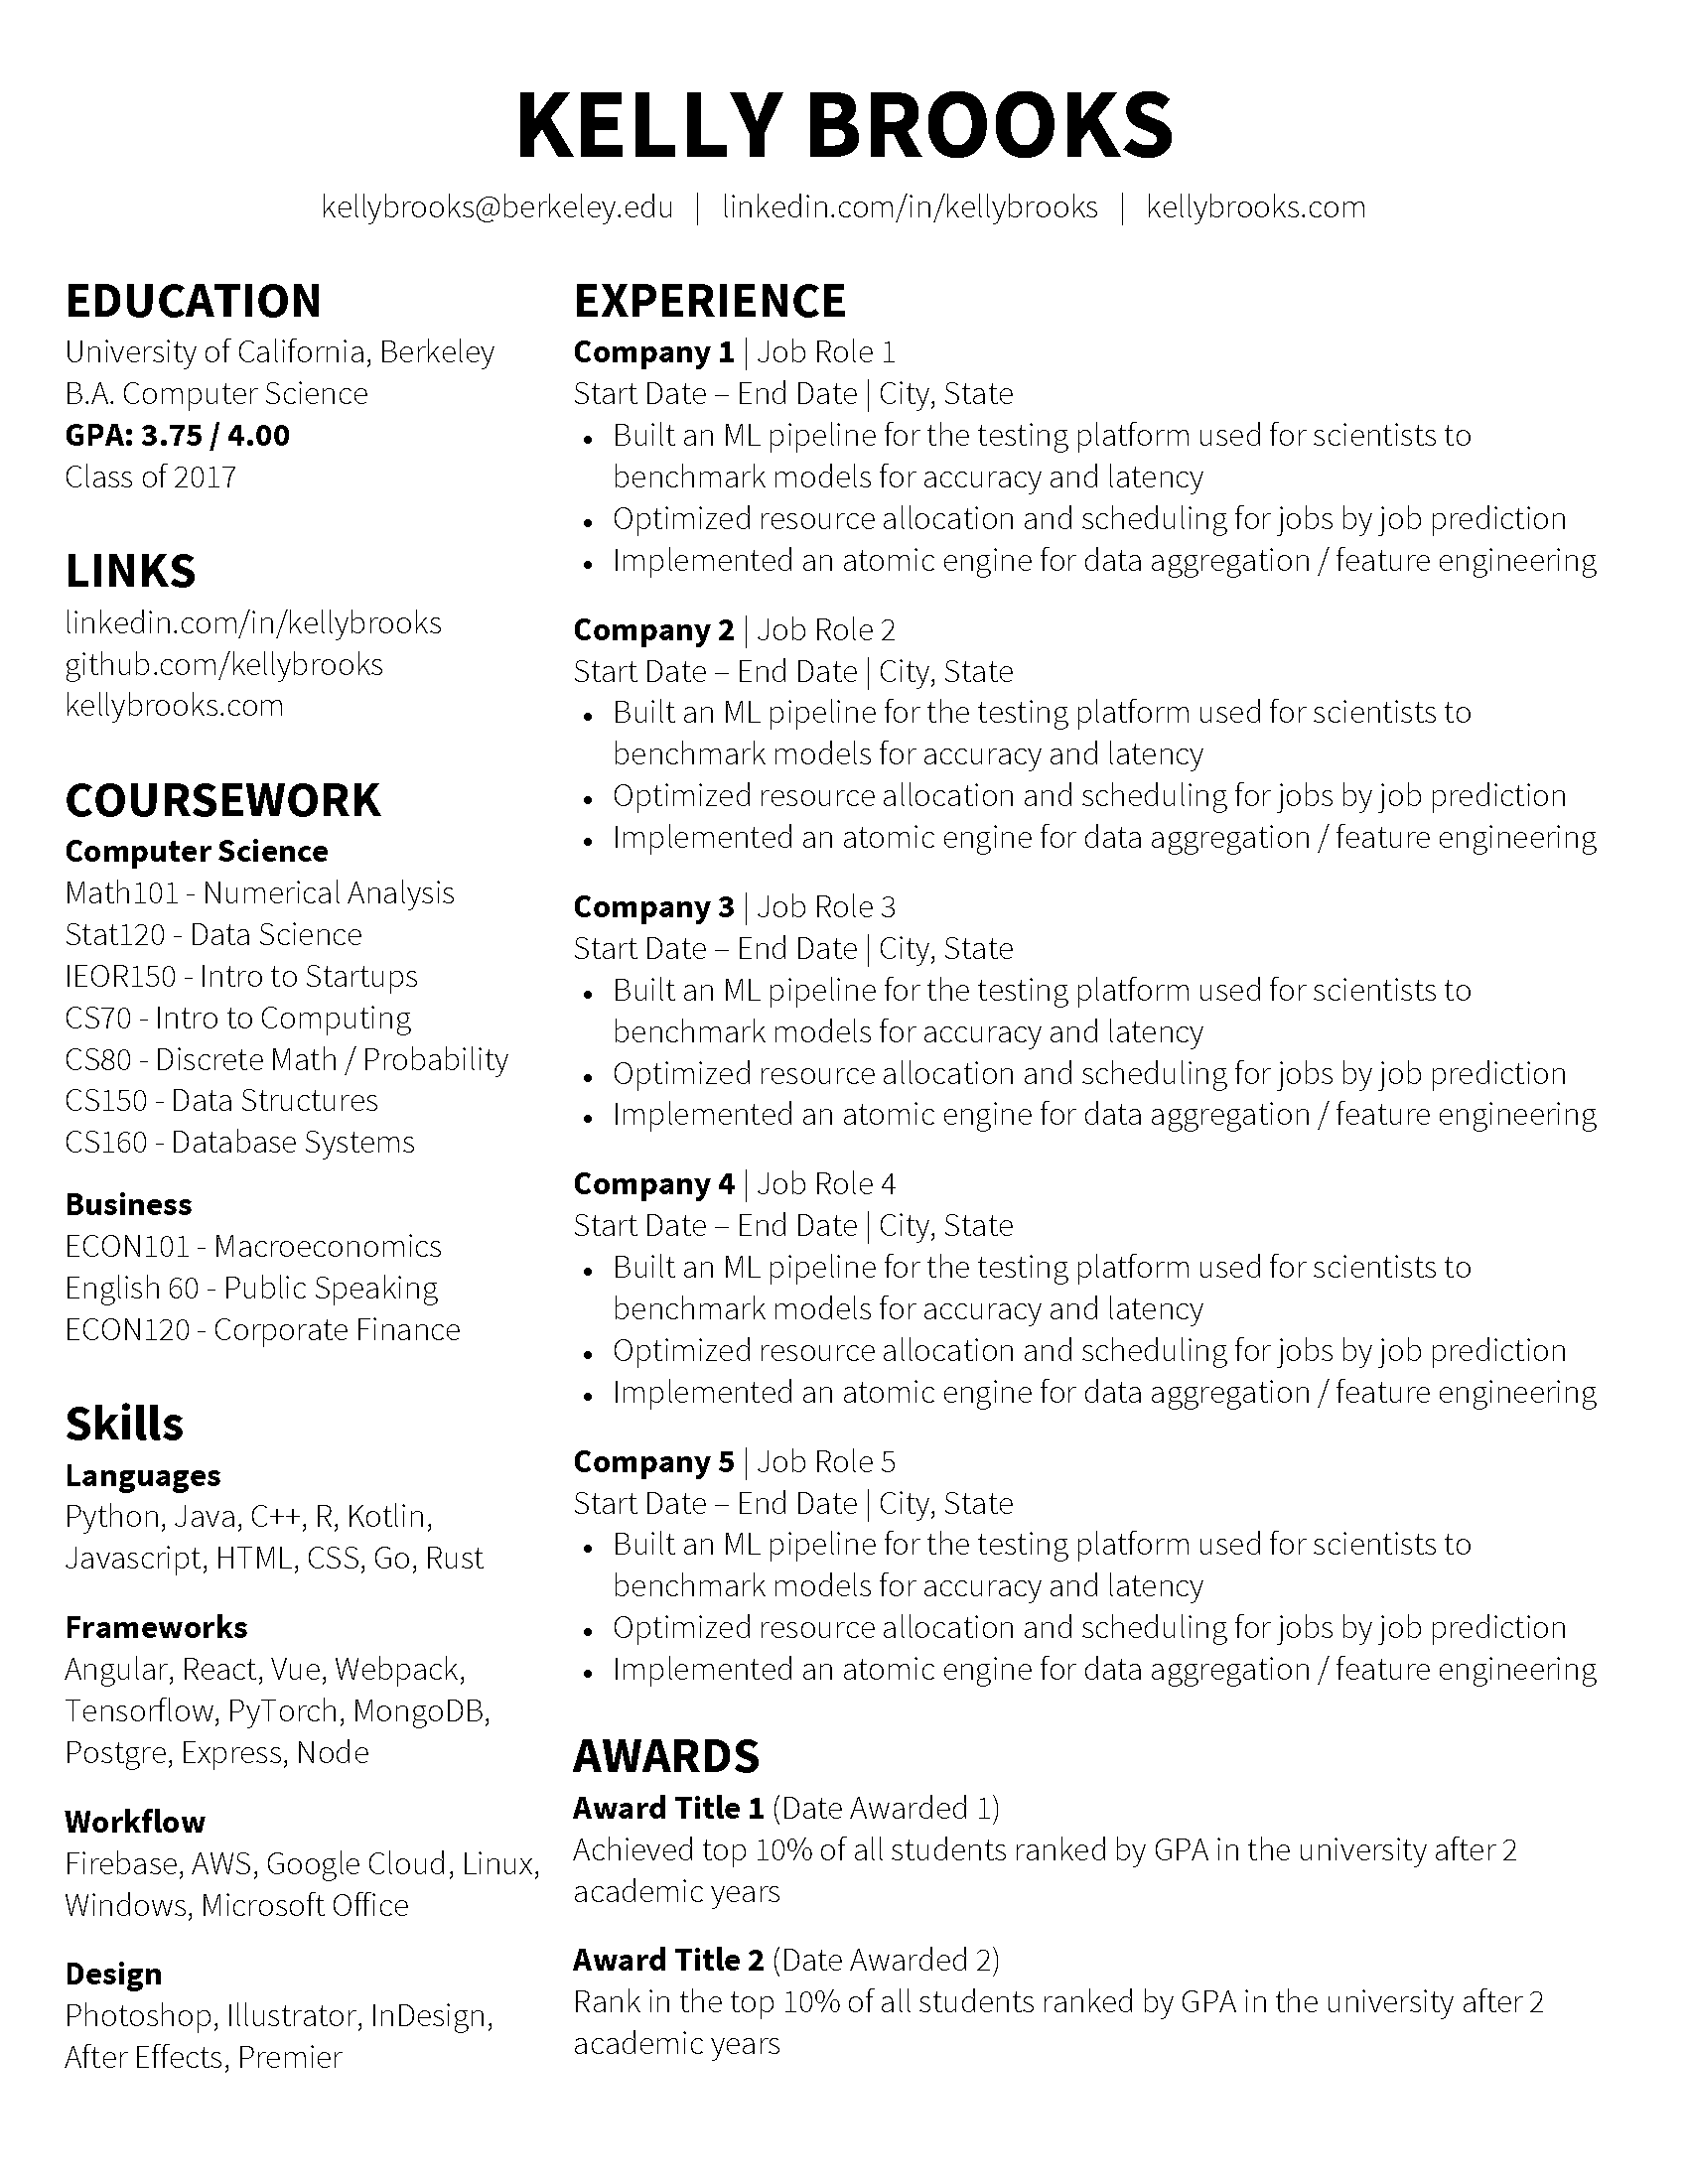 KELLY BROOKS
kellybrooks@berkeley.edu | linkedin.com/in/kellybrooks | kellybrooks.com
EDUCATION
University of California, Berkeley
B.A. Computer Science
GPA: 3.75 / 4.00
Class of 2017
LINKS
linkedin.com/in/kellybrooks
github.com/kellybrooks
kellybrooks.com
COURSEWORK
Computer Science
Math101 - Numerical Analysis
Stat120 - Data Science
IEOR150 - Intro to Startups
CS70 - Intro to Computing
CS80 - Discrete Math / Probability
CS150 - Data Structures
CS160 - Database Systems
Business
ECON101 - Macroeconomics
English 60 - Public Speaking
ECON120 - Corporate Finance
Skills
Languages
Python, Java, C++, R, Kotlin,
Javascript, HTML, CSS, Go, Rust
Frameworks
Angular, React, Vue, Webpack,
Tensorflow, PyTorch, MongoDB,
Postgre, Express, Node
Workflow
Firebase, AWS, Google Cloud, Linux,
Windows, Microsoft Office
Design
Photoshop, Illustrator, InDesign,
After Effects, Premier
EXPERIENCE
Company 1 | Job Role 1
Start Date – End Date | City, State
• Built an ML pipeline for the testing platform used for scientists to
benchmark models for accuracy and latency
• Optimized resource allocation and scheduling for jobs by job prediction
• Implemented an atomic engine for data aggregation / feature engineering
Company 2 | Job Role 2
Start Date – End Date | City, State
• Built an ML pipeline for the testing platform used for scientists to
benchmark models for accuracy and latency
• Optimized resource allocation and scheduling for jobs by job prediction
• Implemented an atomic engine for data aggregation / feature engineering
Company 3 | Job Role 3
Start Date – End Date | City, State
• Built an ML pipeline for the testing platform used for scientists to
benchmark models for accuracy and latency
• Optimized resource allocation and scheduling for jobs by job prediction
• Implemented an atomic engine for data aggregation / feature engineering
Company 4 | Job Role 4
Start Date – End Date | City, State
• Built an ML pipeline for the testing platform used for scientists to
benchmark models for accuracy and latency
• Optimized resource allocation and scheduling for jobs by job prediction
• Implemented an atomic engine for data aggregation / feature engineering
Company 5 | Job Role 5
Start Date – End Date | City, State
• Built an ML pipeline for the testing platform used for scientists to
benchmark models for accuracy and latency
• Optimized resource allocation and scheduling for jobs by job prediction
• Implemented an atomic engine for data aggregation / feature engineering
AWARDS
Award Title 1 (Date Awarded 1)
Achieved top 10% of all students ranked by GPA in the university after 2
academic years
Award Title 2 (Date Awarded 2)
Rank in the top 10% of all students ranked by GPA in the university after 2
academic years